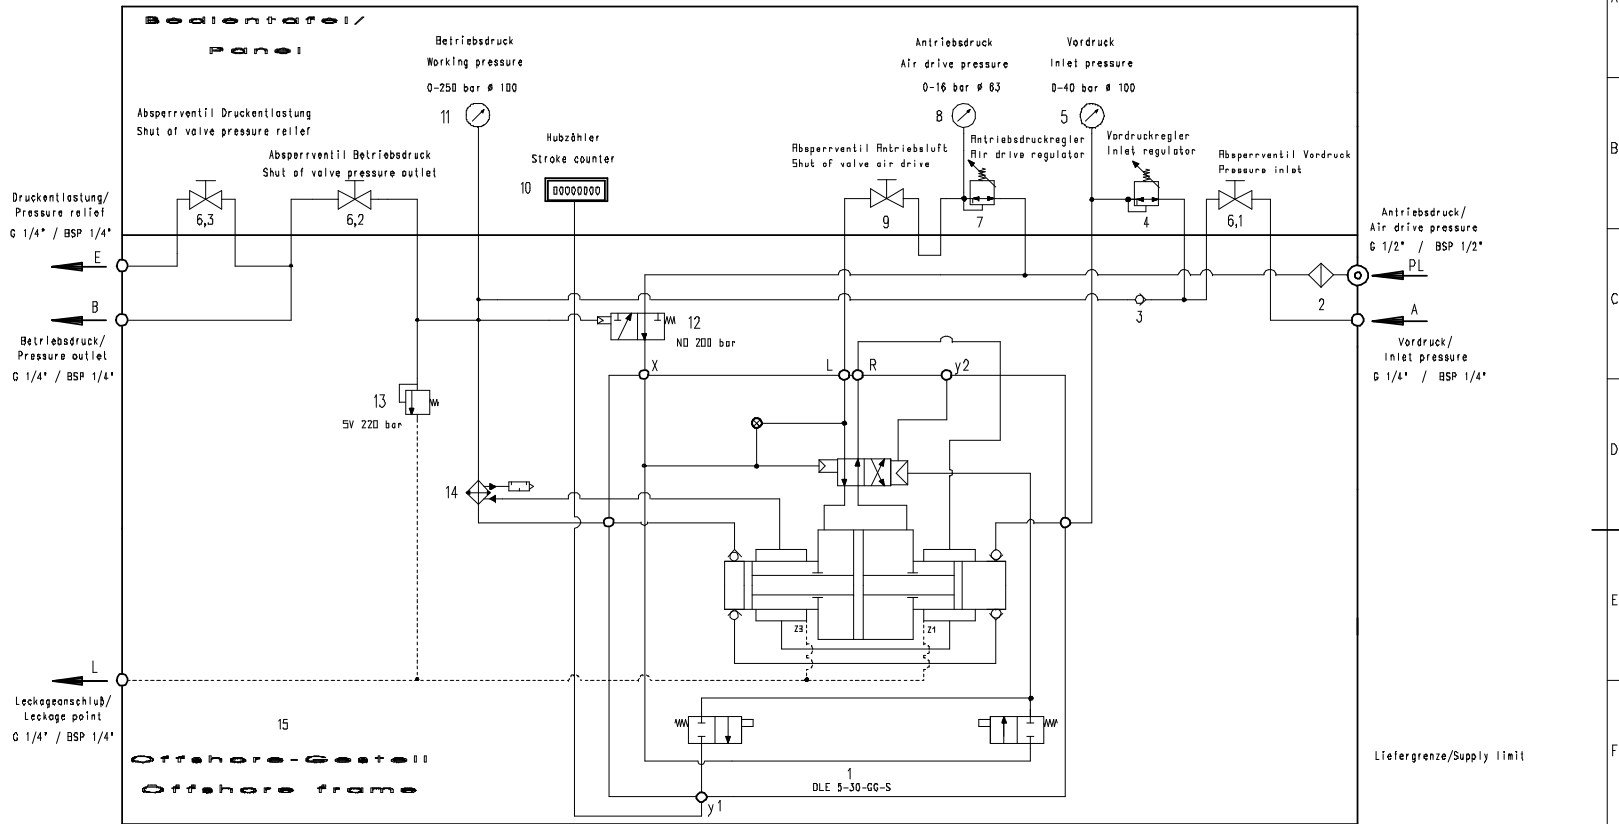 Bedientafel/
Panel
Betriebsdruck
Working pressure
0-250 bar ø 100
11
Antriebsdruck
Air drive pressure
0-16 bar ø 63
8
Vordruck
Inlet pressure
0-40 bar ø 100
5
Absperrventil Druckentlastung
Shut of valve pressure relief
Absperrventil Betriebsdruck
Shut of valve pressure outlet
Hubzähler
Stroke counter
10
00000000
Absperrventil Antriebsluft
Shut of valve air drive
Antriebsdruckregler
Air drive regulator
Vordruckregler
Inlet regulator
Absperrventil Vordruck
Pressure inlet
6,3
6,2
9
7
4
6,1
Druckentlastung/
Pressure relief
G 1/4" / BSP 1/4"
E
B
Betriebsdruck/
Pressure outlet
G 1/4" / BSP 1/4"
Antriebsdruck/
Air drive pressure
G 1/2" / BSP 1/2"
PL
A
Vordruck/
Inlet pressure
G 1/4" / BSP 1/4"
2
3
12
NO 200 bar
X
L
R
y2
13
SV 220 bar
14
Z3
Z1
L
Leckageanschluß/
Leckage point
G 1/4" / BSP 1/4"
15
Offshore-Gestell
Offshore frame
1
DLE 5-30-GG-S
y1
Liefergrenze/Supply limit
A
B
C
D
E
F